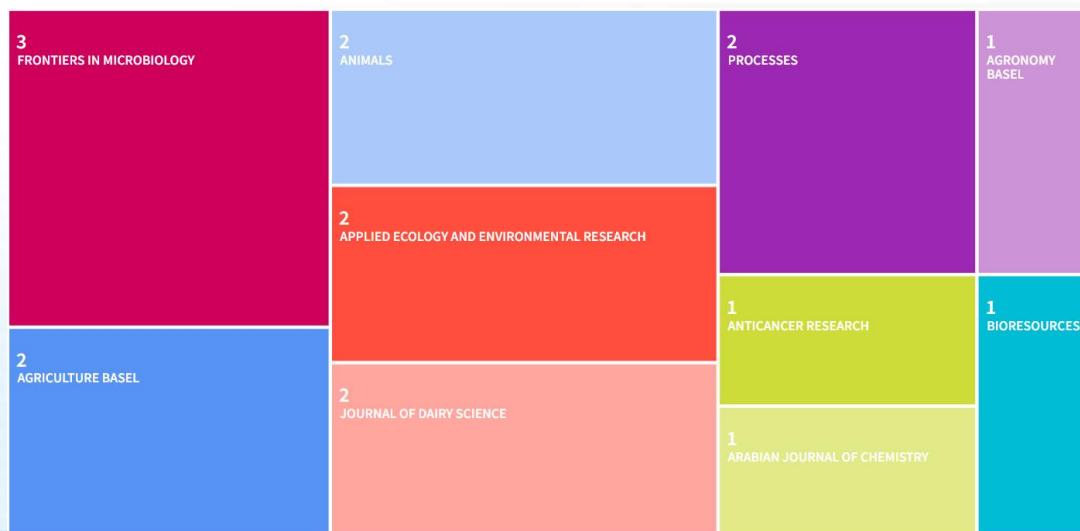 3
FRONTIERS IN MICROBIOLOGY
2
AGRICULTURE BASEL
2
ANIMALS
2
APPLIED ECOLOGY AND ENVIRONMENTAL RESEARCH
2
JOURNAL OF DAIRY SCIENCE
2
PROCESSES
1
ANTICANCER RESEARCH
1
ARABIAN JOURNAL OF CHEMISTRY
1
AGRONOMY
BASEL
1
BIORESOURCES